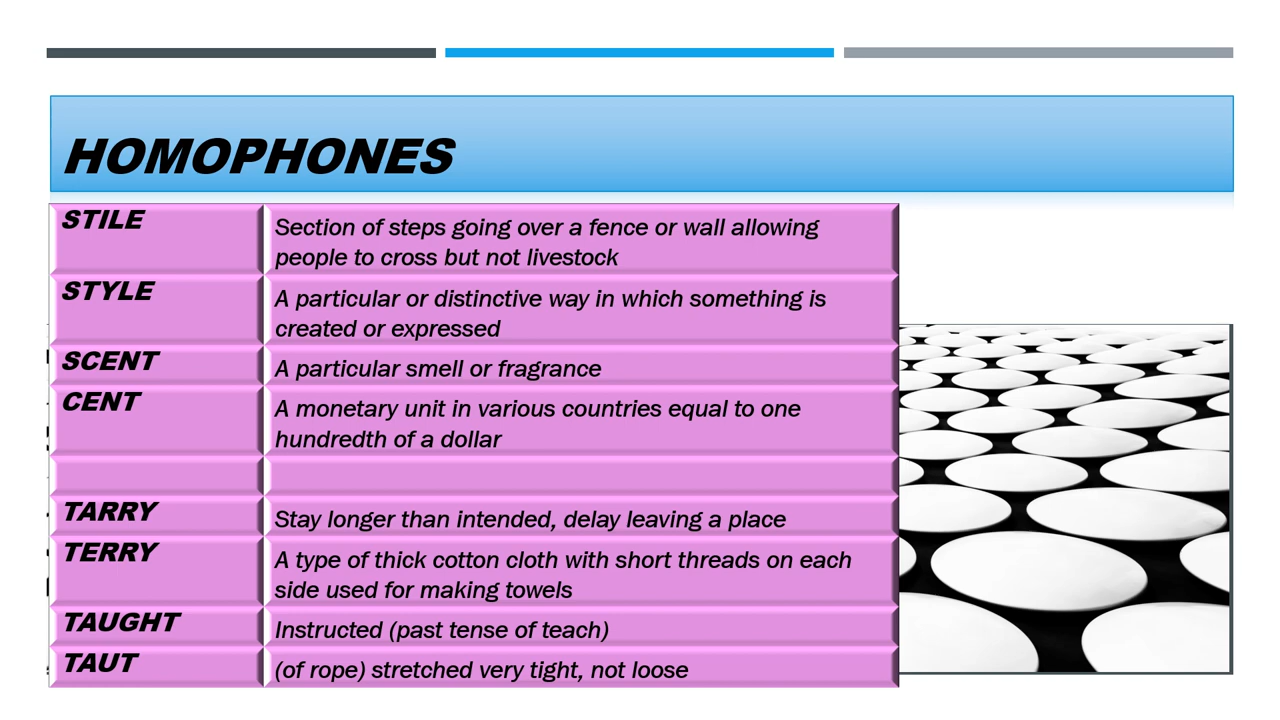 HOMOPHONES
STILE
Section of steps going over a fence or wall allowing
people to cross but not livestock
STYLE
A particular or distinctive way in which something is
created or expressed
SCENT
A particular smell or fragrance
CENT
A monetary unit in various countries equal to one
hundredth of a dollar
TARRY
Stay longer than intended, delay leaving a place
TERRY
A type of thick cotton cloth with short threads on each
side used for making towels
TAUGHT
Instructed (past tense of teach)
TAUT
(of rope) stretched very tight, not loose